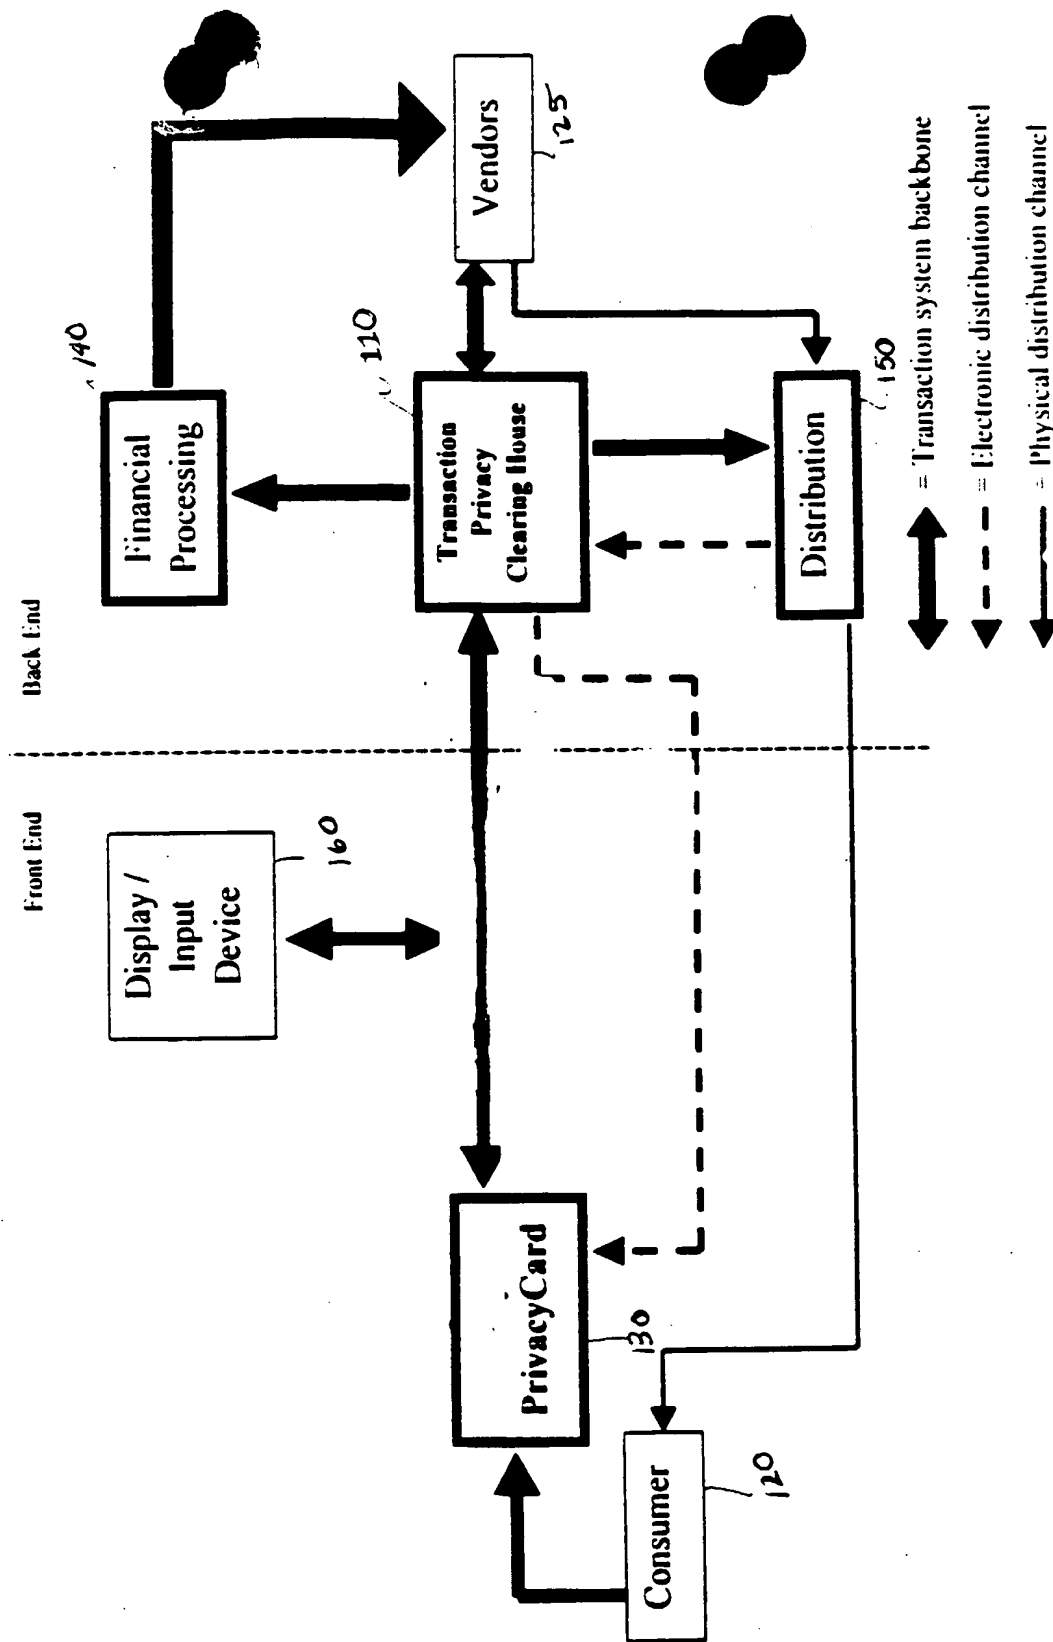 Front End
Back End
Display /
Input
Device
160
Financial
Processing
140
PrivacyCard
130
Transaction
Privacy
Clearing House
110
Vendors
125
Consumer
120
Distribution
150
= Transaction system backbone
= Electronic distribution channel
= Physical distribution channel